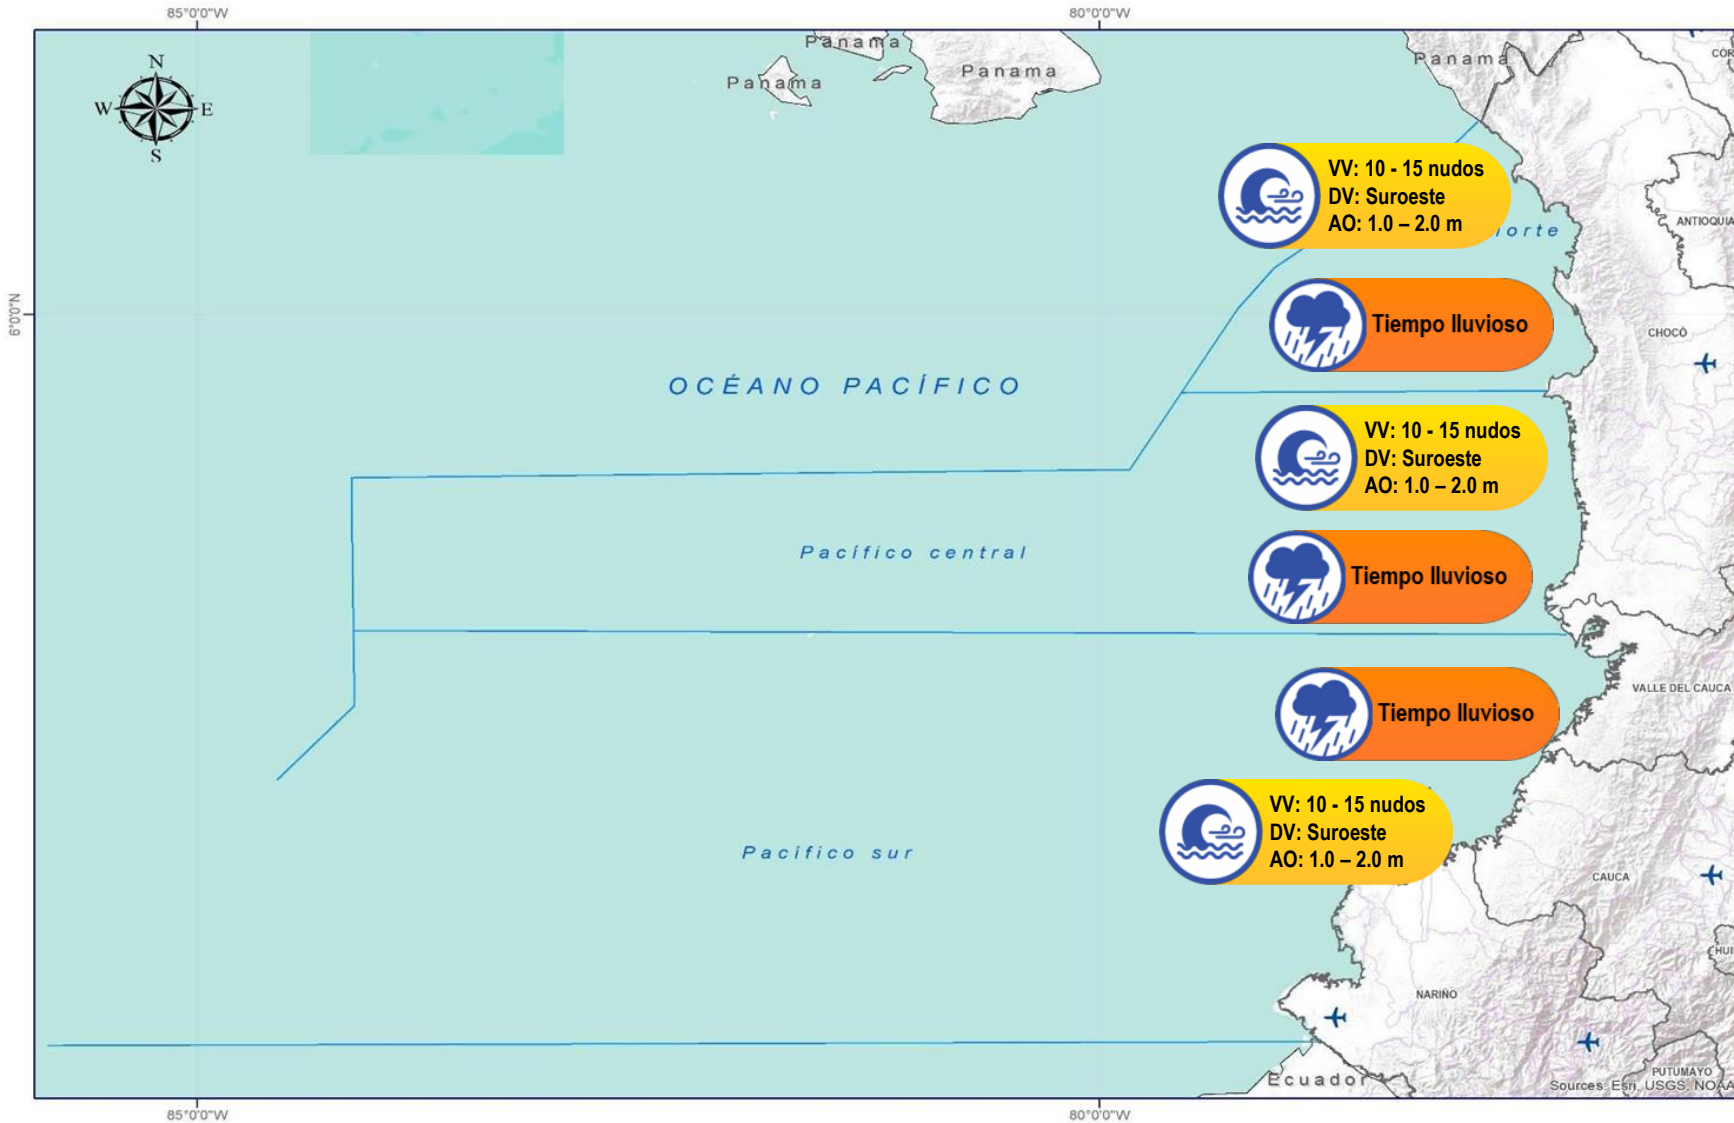 85°0'0"W
80°0'0"W
N
W
E
S
6°0'0"N
Panama
Panama
Panama
Panama
VV: 10 - 15 nudos
DV: Suroeste
AO: 1.0 – 2.0 m
ANTIOQUIA
Tiempo lluvioso
CHOCÓ
OCÉANO PACÍFICO
VV: 10 - 15 nudos
DV: Suroeste
AO: 1.0 – 2.0 m
Pacífico central
Tiempo lluvioso
VALLE DEL CAUCA
Tiempo lluvioso
VV: 10 - 15 nudos
DV: Suroeste
AO: 1.0 – 2.0 m
Pacífico sur
CAUCA
NARIÑO
PUTUMAYO
Ecuador
Sources: Esri, USGS, NOAA
85°0'0"W
80°0'0"W